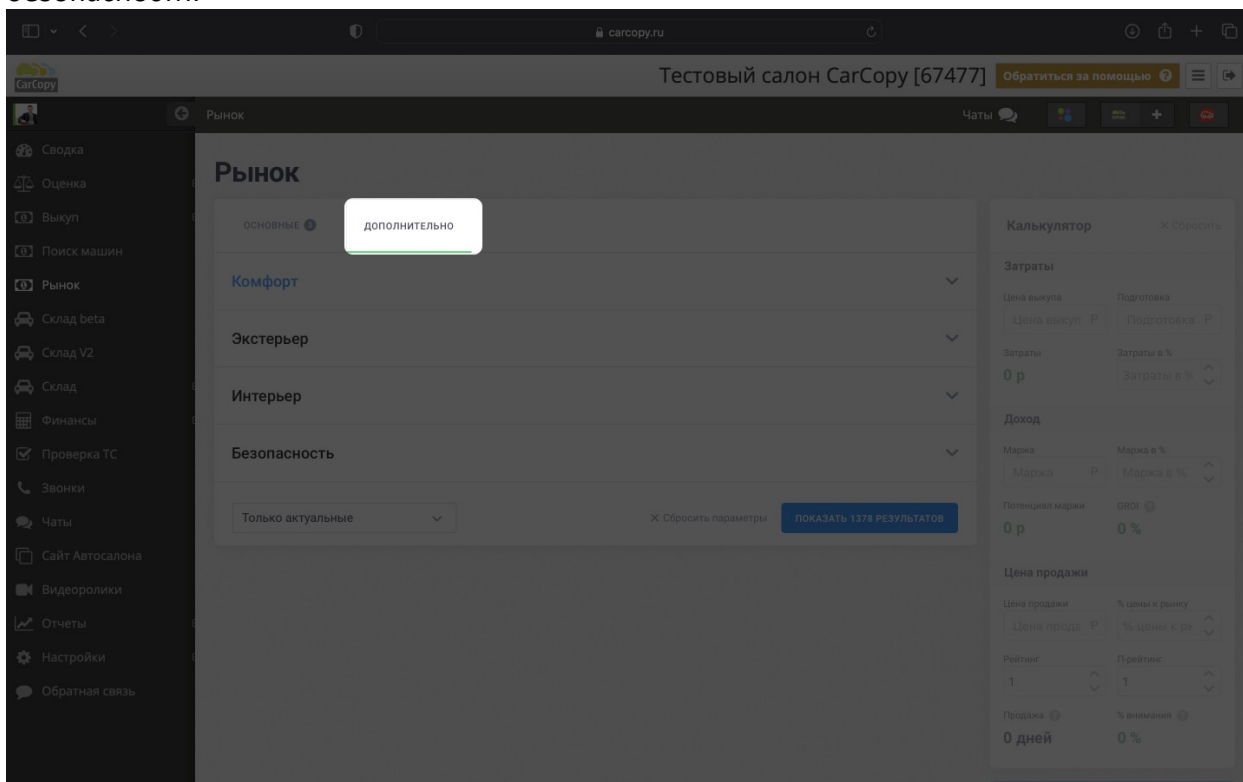 безопасности.
carcopy.ru
CarCopy
Тестовый салон CarCopy [67477]
Обратиться за помощью ?
Рынок
Чаты
Сводка
Оценка
Выкуп
Поиск машин
Рынок
Склад beta
Склад V2
Склад
Финансы
Проверка ТС
Звонки
Чаты
Сайт Автосалона
Видеоролики
Отчеты
Настройки
Обратная связь
Рынок
ОСНОВНЫЕ
ДОПОЛНИТЕЛЬНО
Комфорт
Экстерьер
Интерьер
Безопасность
Только актуальные
× Сбросить параметры
ПОКАЗАТЬ 1378 РЕЗУЛЬТАТОВ
Калькулятор
× Сбросить
Затраты
Цена выкупа Подготовка
Цена выкуп Р Подготовка Р
Затраты Затраты в %
0 р Затраты в %
Доход
Маржа Маржа в %
Маржа Р Маржа в %
Потенциал маржи GROI ?
0 р 0 %
Цена продажи
Цена продажи % цены к рынку
Цена прода Р % цены к рь
Рейтинг П-рейтинг
1 1
Продажа ? % внимания ?
0 дней 0 %